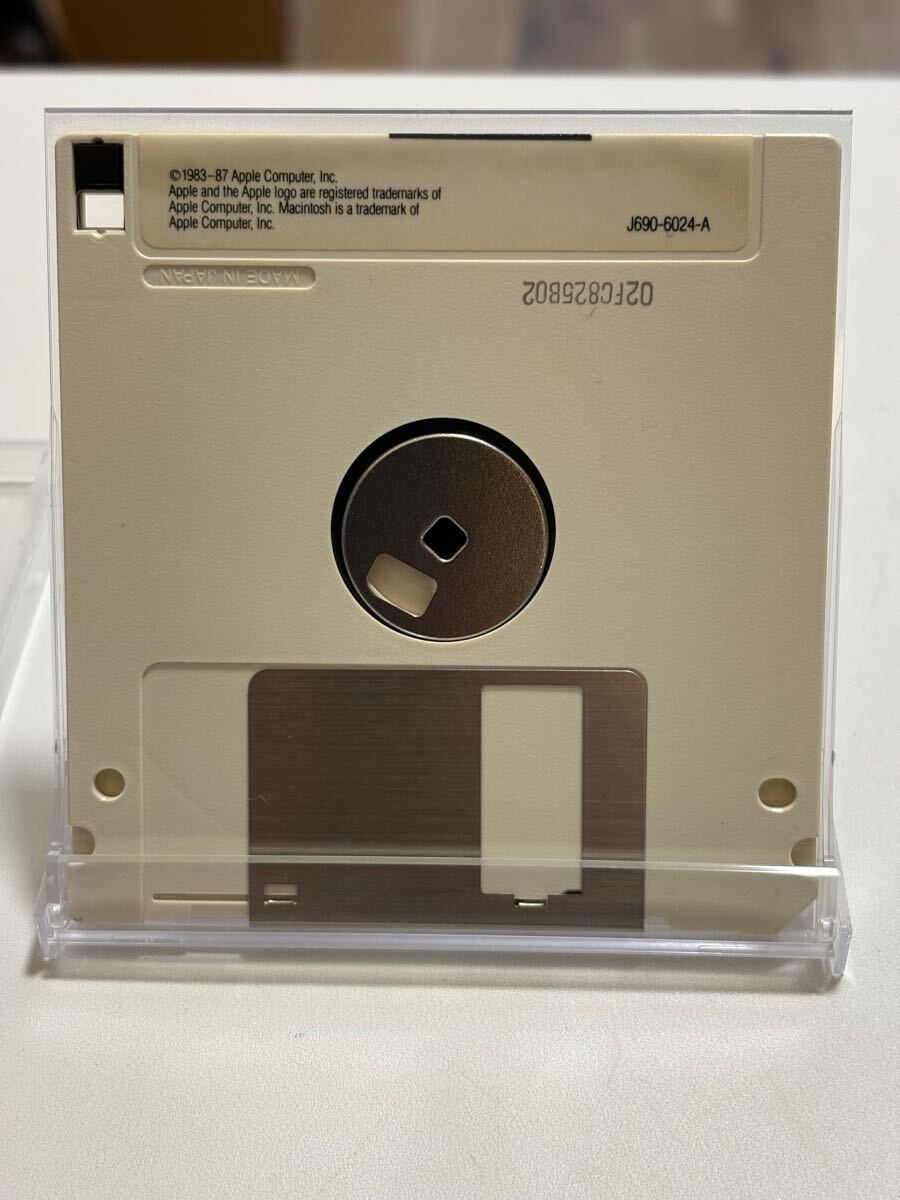 ©1983–87 Apple Computer, Inc.
Apple and the Apple logo are registered trademarks of
Apple Computer, Inc. Macintosh is a trademark of
Apple Computer, Inc.
J690-6024-A
MADE IN JAPAN
02FC825B02